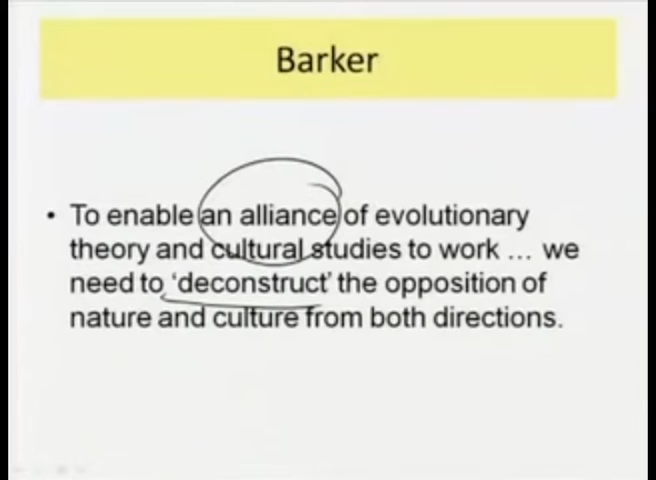 Barker
• To enable an alliance of evolutionary
theory and cultural studies to work ... we
need to 'deconstruct' the opposition of
nature and culture from both directions.